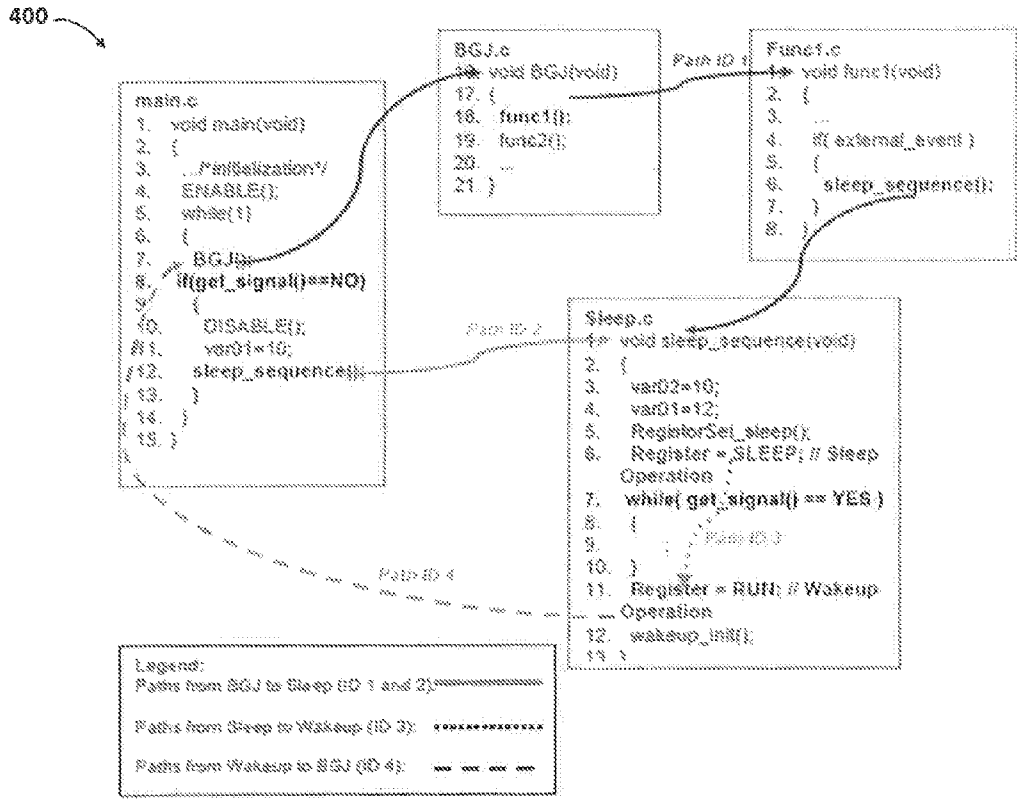 400
main.c
1. void main(void)
2. {
3. .../*initialization*/
4. ENABLE();
5. while(1)
6. {
7. BGJ();
8. if(get_signal()==NO)
9. {
10. DISABLE();
11. var01=10;
12. sleep_sequence();
13. }
14. }
15. }
BGJ.c
16. void BGJ(void)
17. {
18. func1();
19. func2();
20. ...
21. }
Path ID 1
Func1.c
1. void func1(void)
2. {
3. ...
4. if( external_event )
5. {
6. sleep_sequence();
7. }
8. }
Path ID 2
Sleep.c
1. void sleep_sequence(void)
2. {
3. var02=10;
4. var01=12;
5. RegistorSet_sleep();
6. Register = SLEEP; // Sleep
Operation
7. while( get_signal() == YES )
8. {
9.
10. }
Path ID 3
11. Register = RUN; // Wakeup
Operation
12. wakeup_init();
13. }
Path ID 4
Legend:
Paths from BGJ to Sleep (ID 1 and 2):
Paths from Sleep to Wakeup (ID 3):
Paths from Wakeup to BGJ (ID 4):